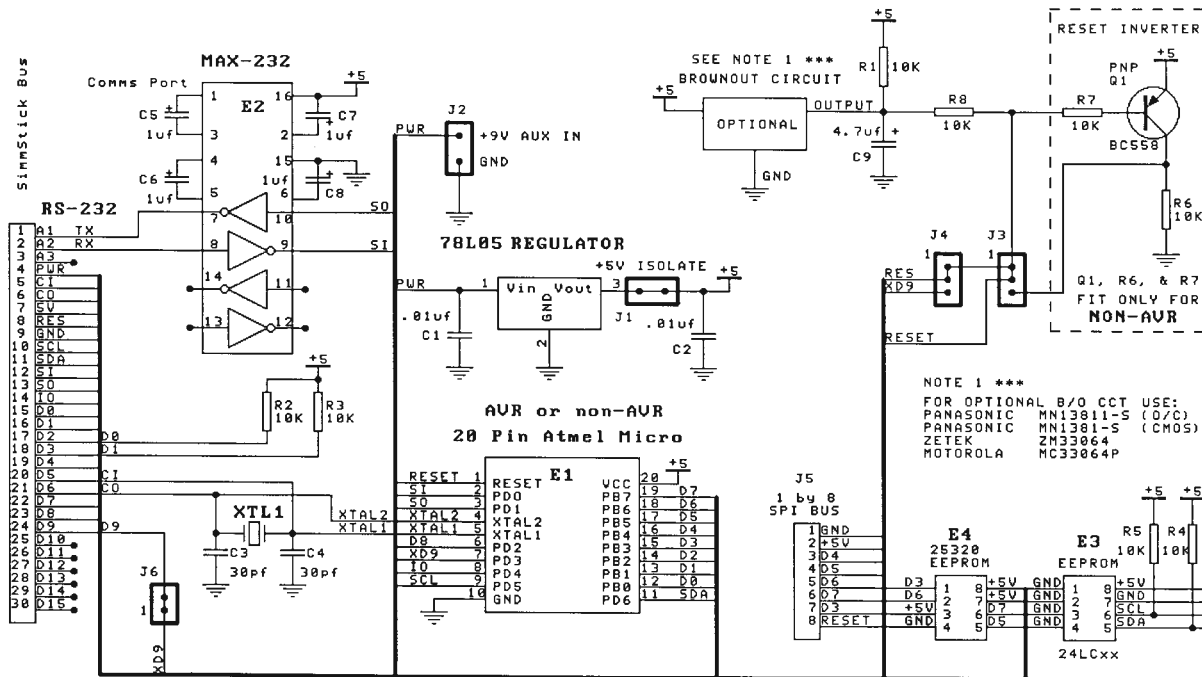 SimmStick Bus
RS-232
1 A1 TX
2 A2 RX
3 A3
4 PWR
5 CI
6 CO
7 5V
8 RES
9 GND
10 SCL
11 SDA
12 SI
13 SO
14 IO
15 D0
16 D1
17 D2 D0
18 D3 D1
19 D4
20 D5 CI
21 D6 CO
22 D7
23 D8
24 D9 D9
25 D10
26 D11
27 D12
28 D13
29 D14
30 D15
MAX-232
Comms Port
E2
C5 +
1uf
1
3
C6 +
1uf
4
5
16
+5
C7
+
1uf
2
15
1uf
+
C8
6
7
10
SO
8
9
SI
14
11
13
12
PWR
J2
+9V AUX IN
GND
78L05 REGULATOR
PWR
1
Vin
Vout
GND
2
3
+5V ISOLATE
J1
+5
.01uf
C1
.01uf
C2
+5
R2
10K
R3
10K
XTL1
C3
30pf
C4
30pf
XTAL2
XTAL1
J6
1
XD9
AVR or non-AVR
20 Pin Atmel Micro
E1
RESET 1 RESET
SI 2 PD0
SO 3 PD1
XTAL2 4 XTAL2
XTAL1 5 XTAL1
D8 6 PD2
XD9 7 PD3
IO 8 PD4
SCL 9 PD5
10 GND
VCC 20 +5
PB7 19 D7
PB6 18 D6
PB5 17 D5
PB4 16 D4
PB3 15 D3
PB2 14 D2
PB1 13 D1
PB0 12 D0
PD6 11 SDA
SEE NOTE 1 ***
BROWNOUT CIRCUIT
+5
OPTIONAL
OUTPUT
GND
+5
R1
10K
4.7uf +
C9
R8
10K
RESET INVERTER
+5
PNP
Q1
R7
10K
BC558
R6
10K
Q1, R6, & R7
FIT ONLY FOR
NON-AVR
J4
1
J3
1
RES
XD9
RESET
NOTE 1 ***
FOR OPTIONAL B/O CCT USE:
PANASONIC MN13811-S (O/C)
PANASONIC MN1381-S (CMOS)
ZETEK ZM33064
MOTOROLA MC33064P
J5
1 by 8
SPI BUS
1 GND
2 +5V
3 D4
4 D5
5 D6
6 D7
7 D3
8 RESET
E4
25320
EEPROM
D3 1 8 +5V
D6 2 7 +5V
+5V 3 6 D7
GND 4 5 D5
E3
EEPROM
GND 1 8 +5V
GND 2 7 GND
GND 3 6 SCL
GND 4 5 SDA
24LCxx
+5
R5
10K
+5
R4
10K